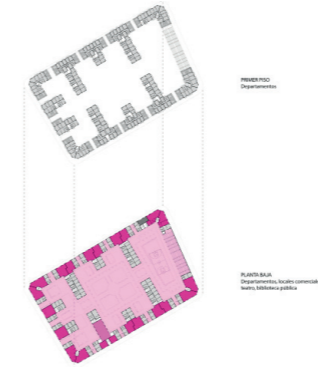 PRIMER PISO
Departamentos
PLANTA BAJA
Departamentos, locales comerciales
teatro, biblioteca pública